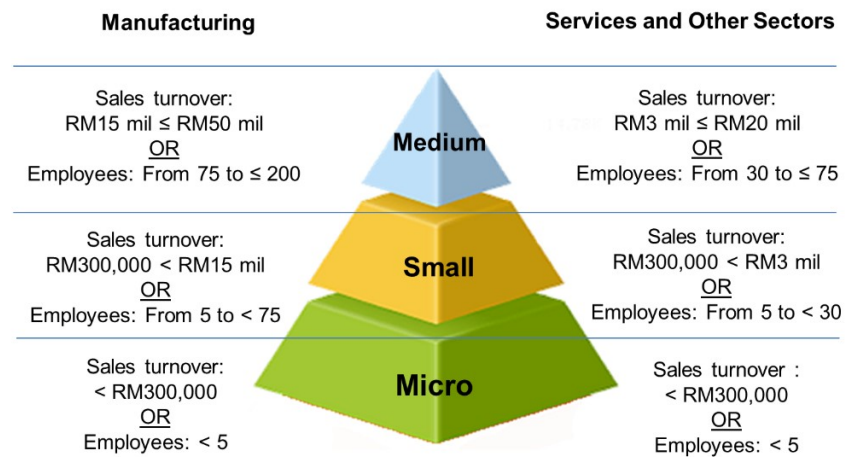 Manufacturing
Services and Other Sectors
Sales turnover:
RM15 mil ≤ RM50 mil
OR
Employees: From 75 to ≤ 200
Medium
Sales turnover:
RM3 mil ≤ RM20 mil
OR
Employees: From 30 to ≤ 75
Sales turnover:
RM300,000 < RM15 mil
OR
Employees: From 5 to < 75
Small
Sales turnover:
RM300,000 < RM3 mil
OR
Employees: From 5 to < 30
Sales turnover:
< RM300,000
OR
Employees: < 5
Micro
Sales turnover :
< RM300,000
OR
Employees: < 5